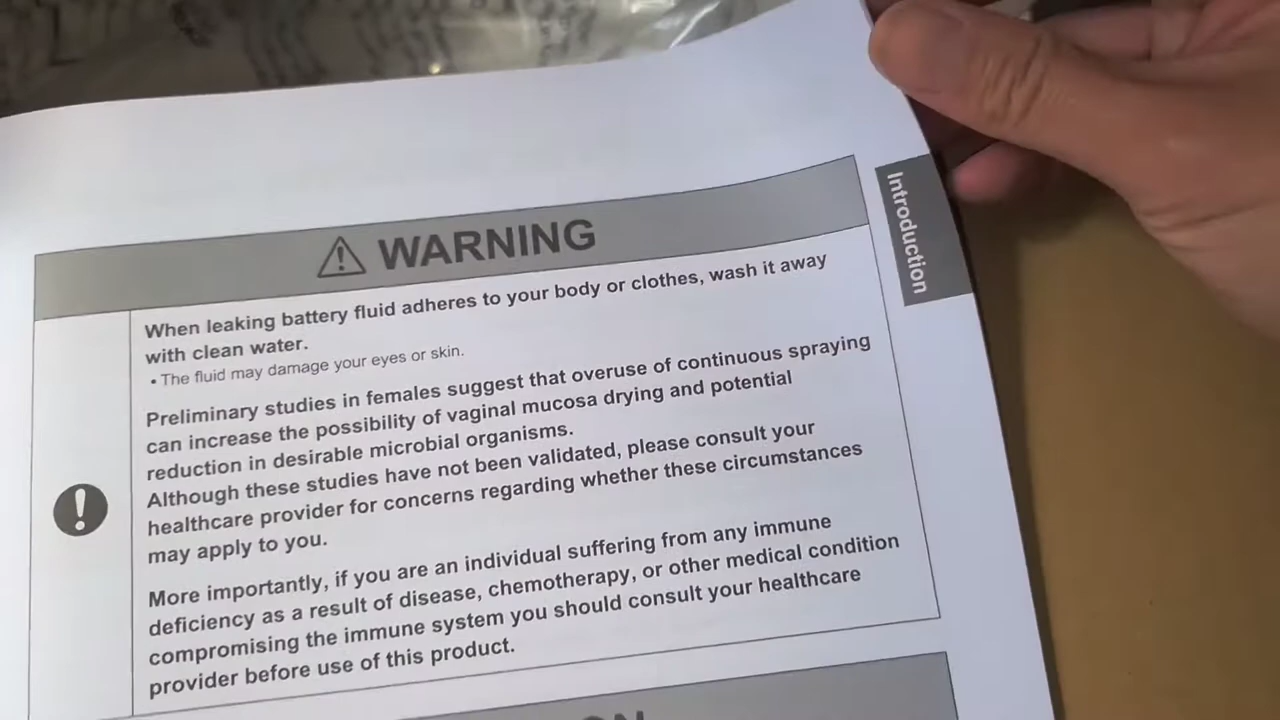 Introduction
WARNING
When leaking battery fluid adheres to your body or clothes, wash it away
with clean water.
• The fluid may damage your eyes or skin.
Preliminary studies in females suggest that overuse of continuous spraying
can increase the possibility of vaginal mucosa drying and potential
reduction in desirable microbial organisms.
Although these studies have not been validated, please consult your
healthcare provider for concerns regarding whether these circumstances
may apply to you.
More importantly, if you are an individual suffering from any immune
deficiency as a result of disease, chemotherapy, or other medical condition
compromising the immune system you should consult your healthcare
provider before use of this product.